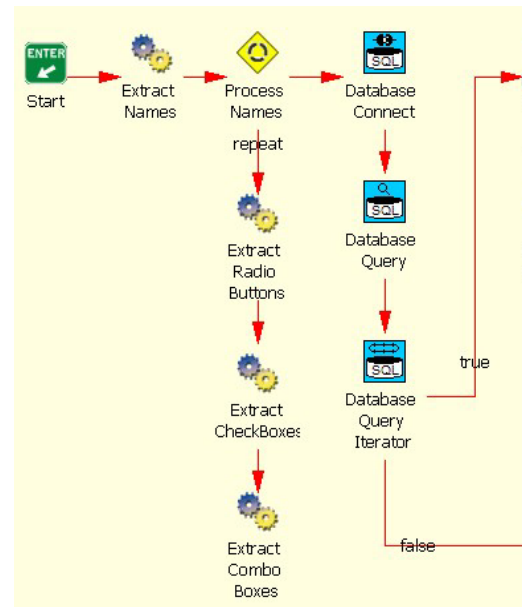 ENTER
Start
Extract
Names
Process
Names
repeat
SQL
Database
Connect
Extract
Radio
Buttons
SQL
Database
Query
Extract
CheckBoxes
SQL
Database
Query
Iterator
true
false
Extract
Combo
Boxes